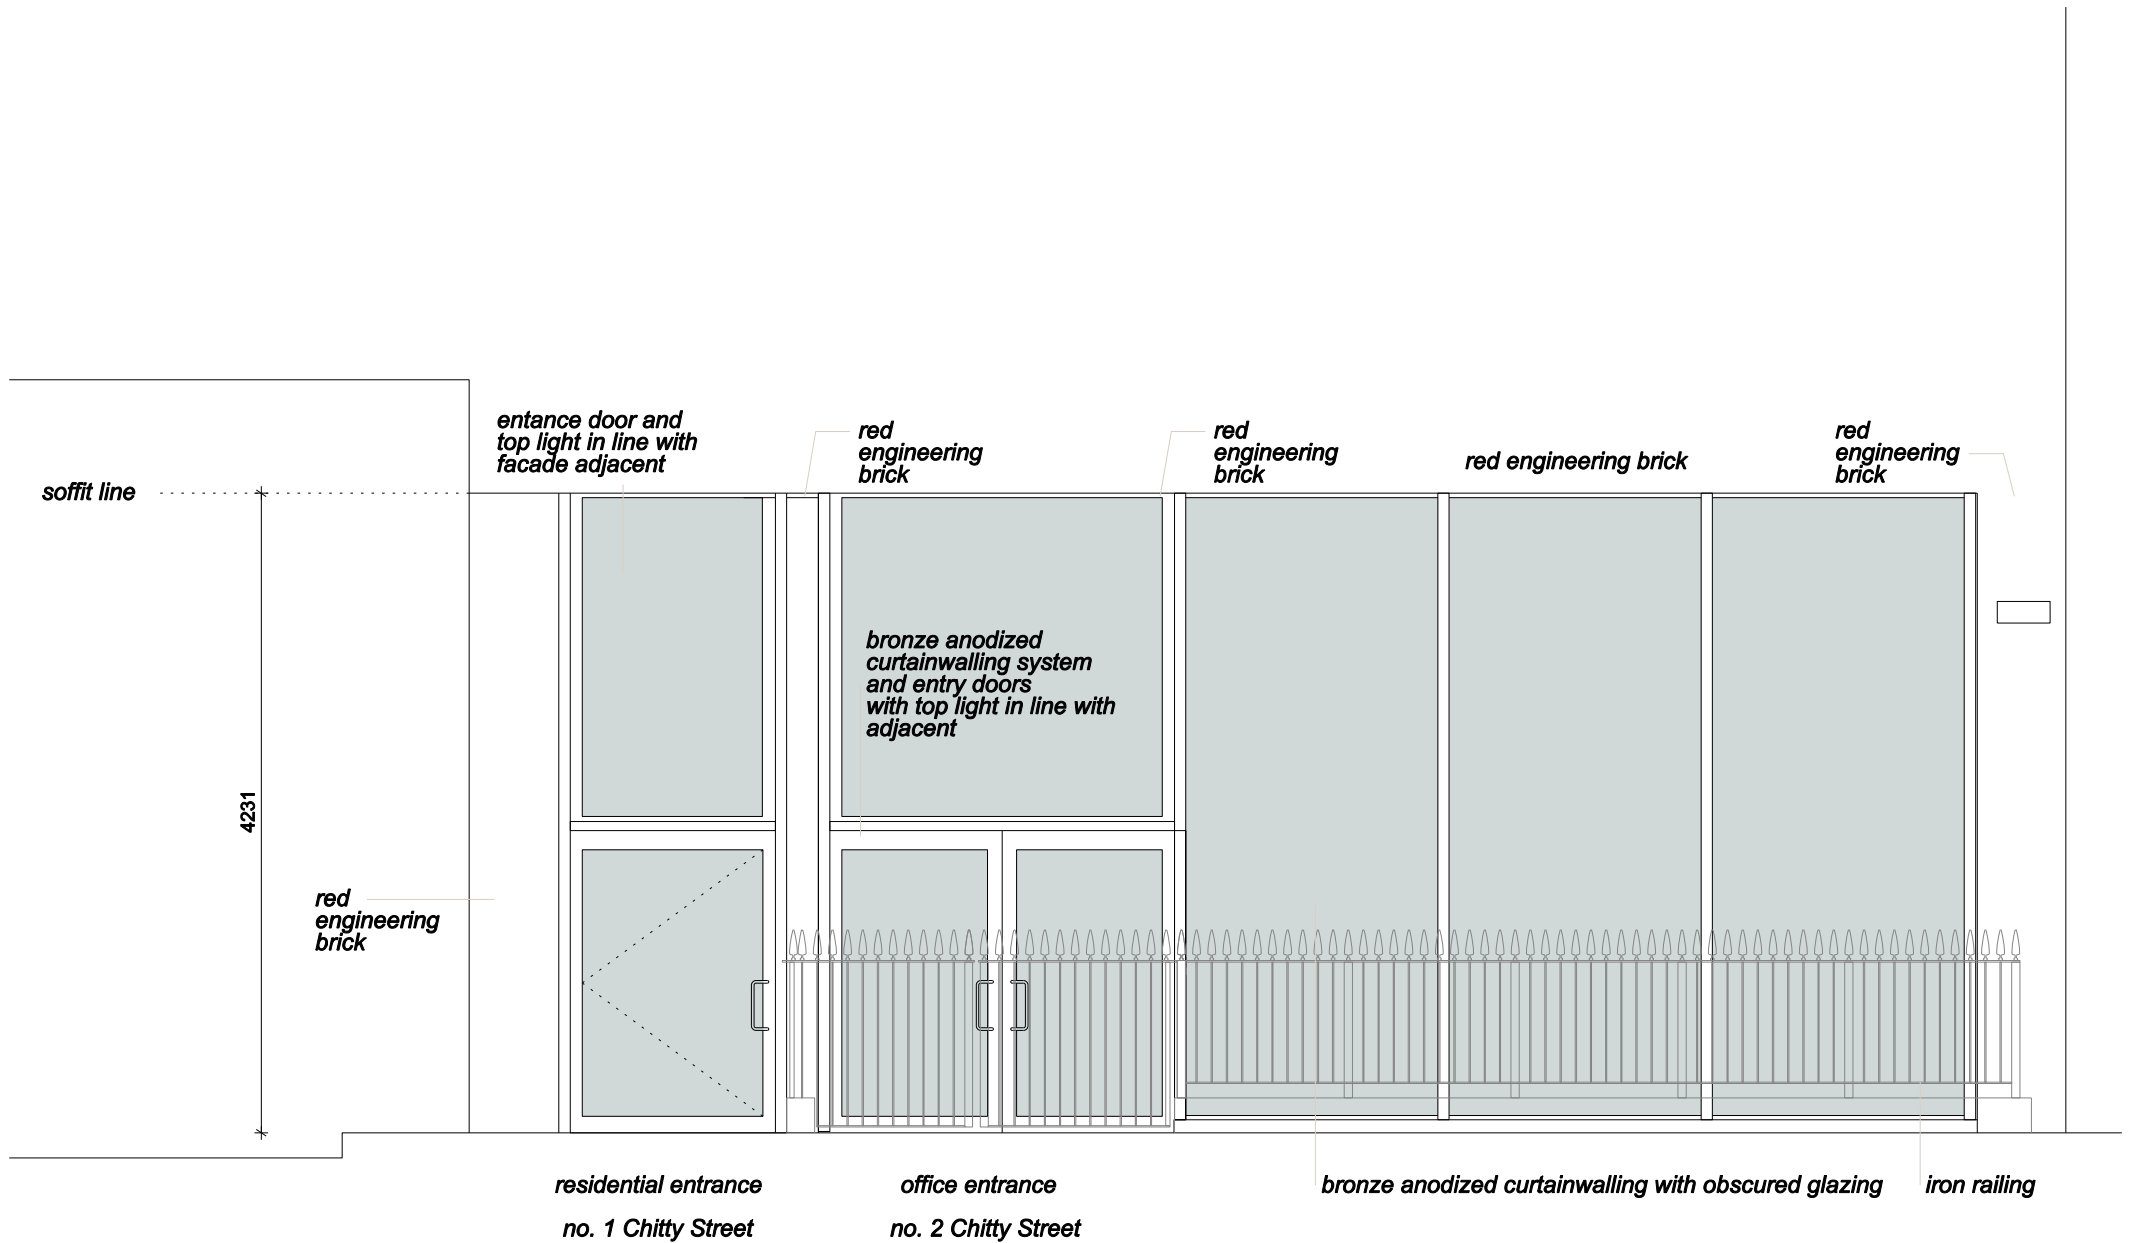 entance door and
top light in line with
facade adjacent
red
engineering
brick
red
engineering
brick
red engineering brick
red
engineering
brick
soffit line
bronze anodized
curtainwalling system
and entry doors
with top light in line with
adjacent
4231
red
engineering
brick
residential entrance
no. 1 Chitty Street
office entrance
no. 2 Chitty Street
bronze anodized curtainwalling with obscured glazing
iron railing